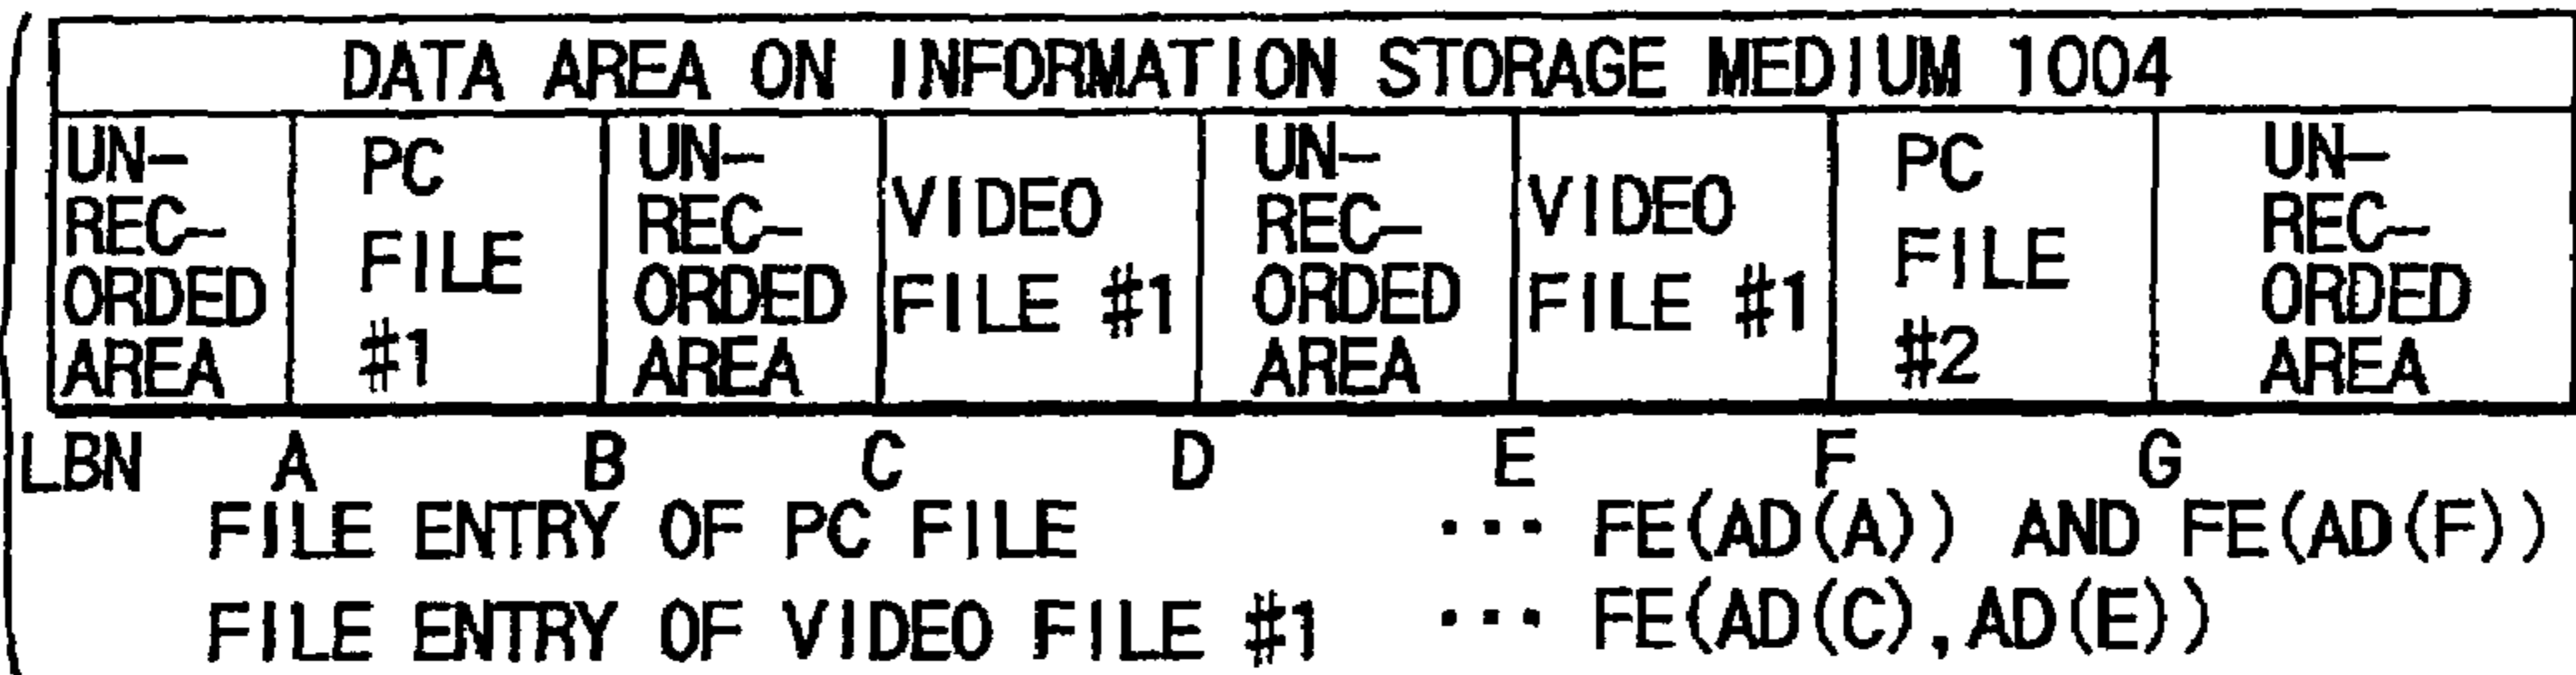 DATA AREA ON INFORMATION STORAGE MEDIUM 1004
UN-
REC-
ORDED
AREA
PC
FILE
#1
UN-
REC-
ORDED
AREA
VIDEO
FILE #1
UN-
REC-
ORDED
AREA
VIDEO
FILE #1
PC
FILE
#2
UN-
REC-
ORDED
AREA
LBN A B C D E F G
FILE ENTRY OF PC FILE ··· FE(AD(A)) AND FE(AD(F))
FILE ENTRY OF VIDEO FILE #1 ··· FE(AD(C),AD(E))